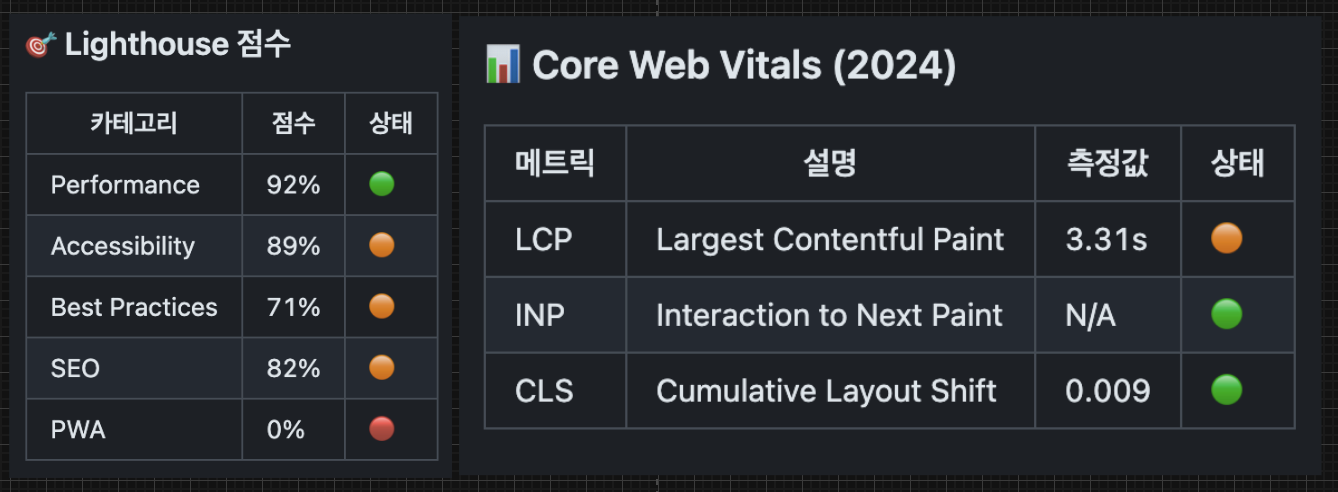 🎯 Lighthouse 점수
카테고리 점수 상태
Performance 92% 🟢
Accessibility 89% 🟠
Best Practices 71% 🟠
SEO 82% 🟠
PWA 0% 🔴
📊 Core Web Vitals (2024)
메트릭 설명 측정값 상태
LCP Largest Contentful Paint 3.31s 🟠
INP Interaction to Next Paint N/A 🟢
CLS Cumulative Layout Shift 0.009 🟢